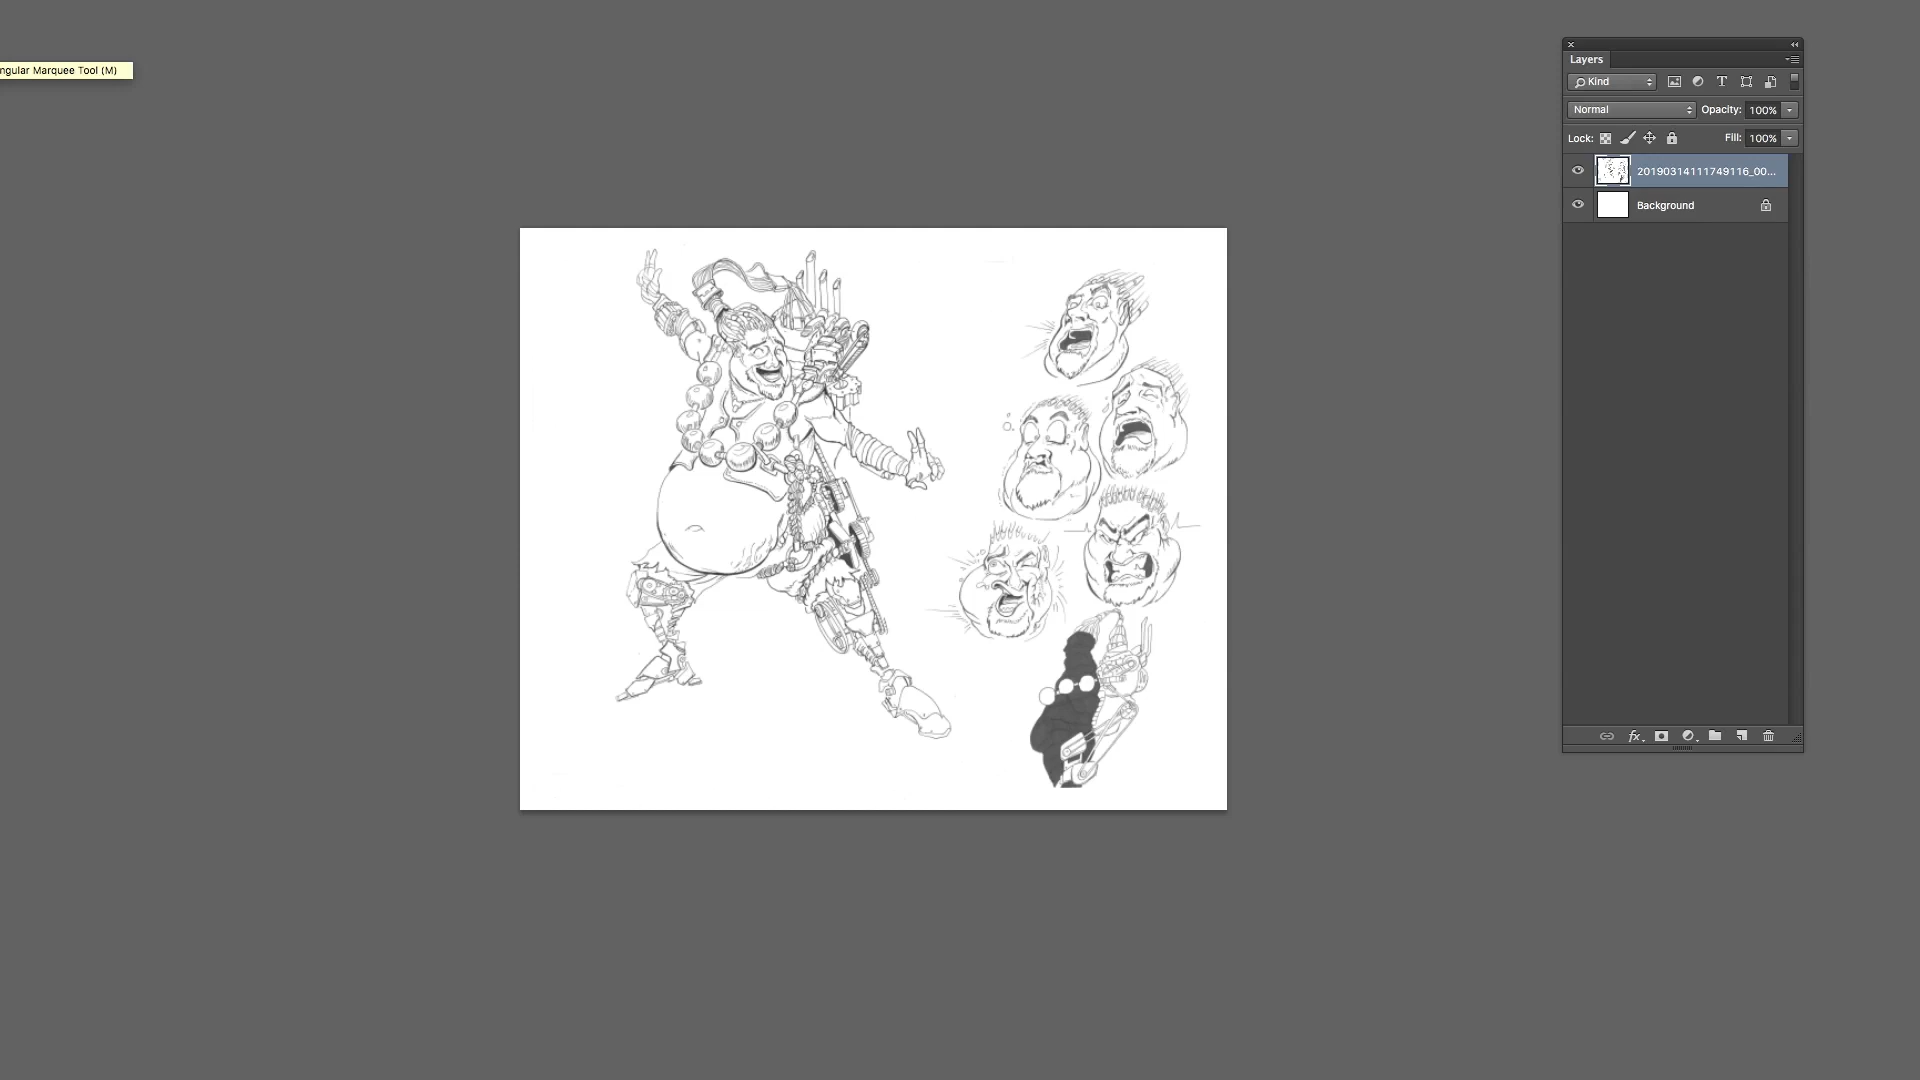 ngular Marquee Tool (M)
Layers
Kind
Normal Opacity: 100%
Lock: Fill: 100%
20190314111749116_00...
Background